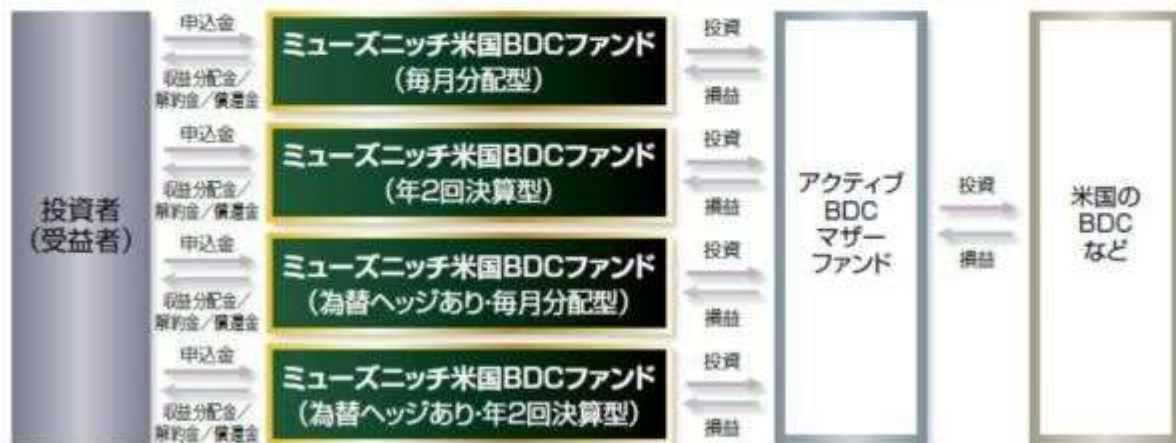 投資者
(受益者)
申込金
収益分配金/
解約金/償還金
ミューズニッチ米国BDCファンド
(毎月分配型)
投資
損益
申込金
収益分配金/
解約金/償還金
ミューズニッチ米国BDCファンド
(年2回決算型)
投資
損益
申込金
収益分配金/
解約金/償還金
ミューズニッチ米国BDCファンド
(為替ヘッジあり・毎月分配型)
投資
損益
申込金
収益分配金/
解約金/償還金
ミューズニッチ米国BDCファンド
(為替ヘッジあり・年2回決算型)
投資
損益
アクティブ
BDC
マザー
ファンド
投資
損益
米国の
BDC
など